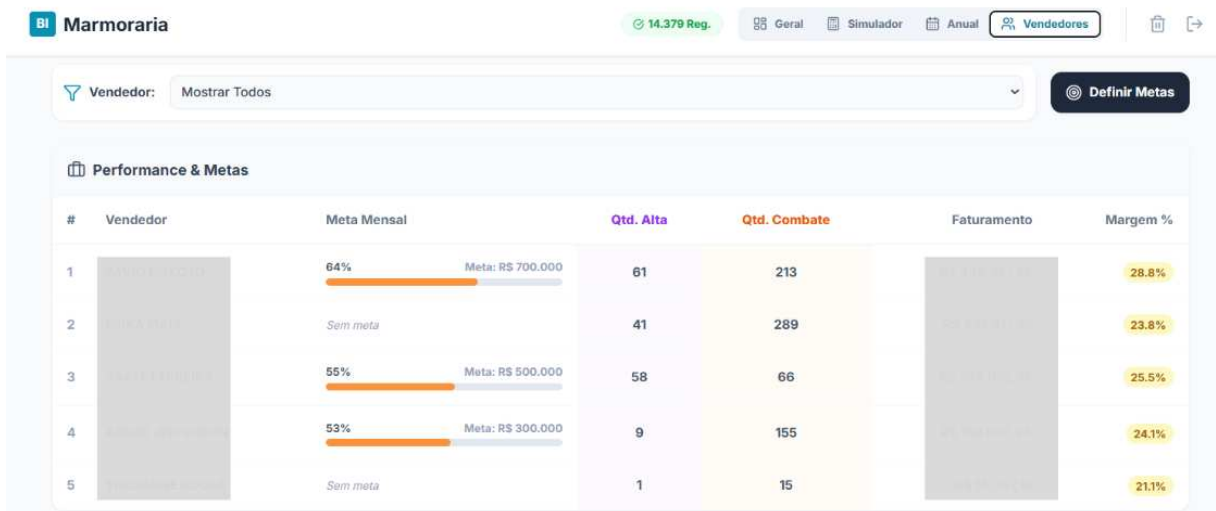 BI Marmoraria 14.379 Reg. Geral Simulador Anual Vendedores
Vendedor: Mostrar Todos Definir Metas
Performance & Metas
# Vendedor Meta Mensal Qtd. Alta Qtd. Combate Faturamento Margem %
1 64% Meta: R$ 700.000 61 213 28.8%
2 Sem meta 41 289 23.8%
3 55% Meta: R$ 500.000 58 66 25.5%
4 53% Meta: R$ 300.000 9 155 24.1%
5 Sem meta 1 15 21.1%